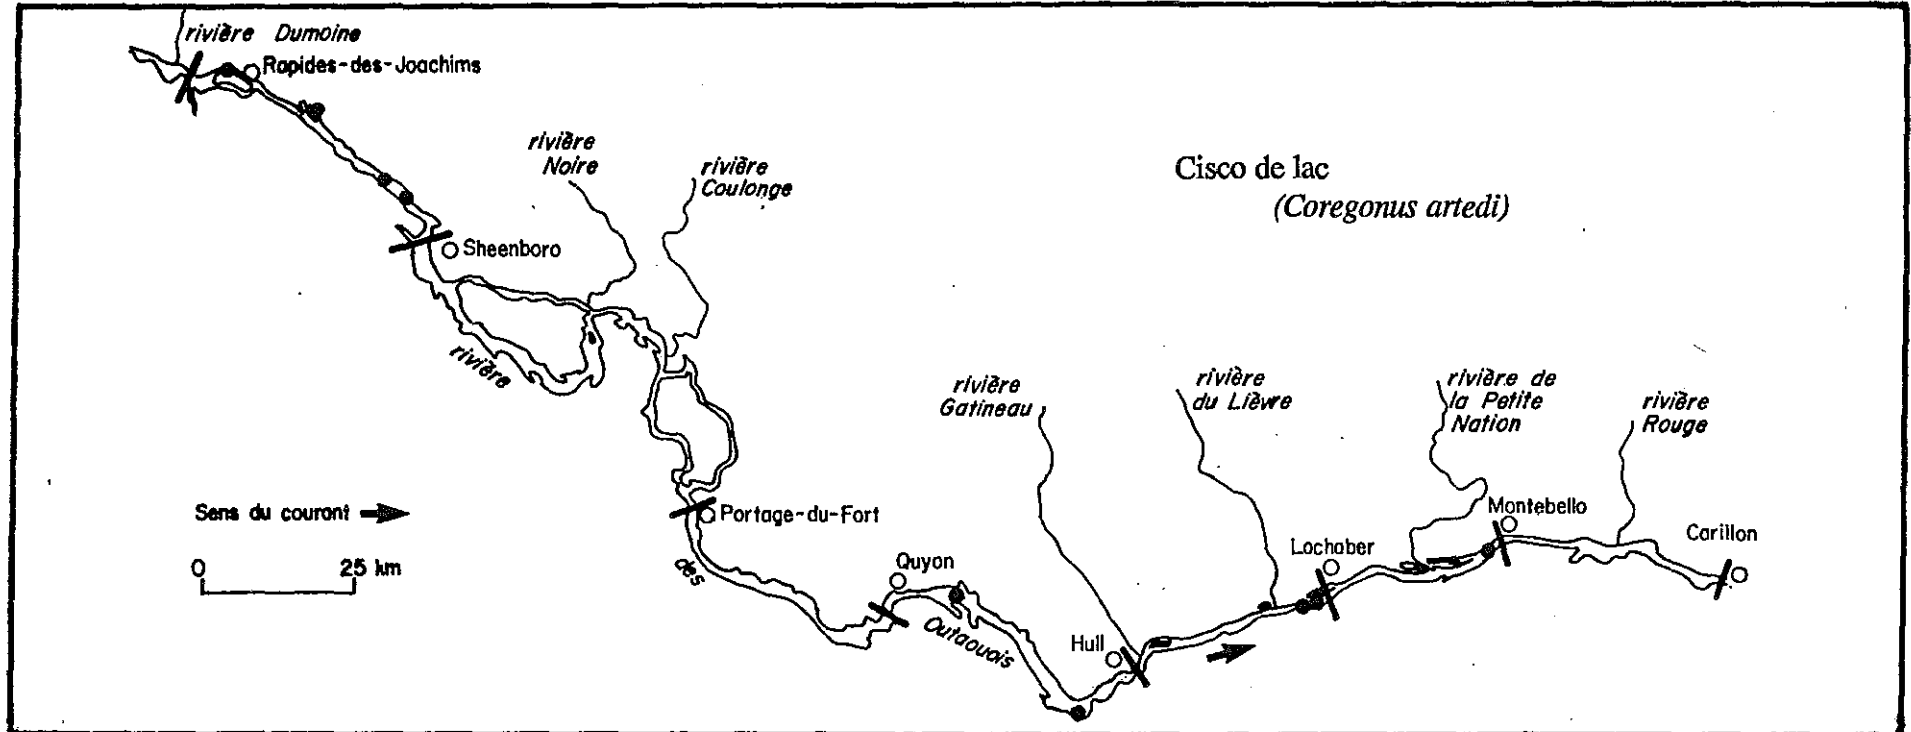 rivière Dumoine
Rapides-des-Joachims
rivière
Noire
rivière
Coulonge
Cisco de lac
(Coregonus artedi)
Sheenboro
rivière
rivière
Gatineau
rivière
du Lièvre
rivière de
la Petite
Nation
rivière
Rouge
Sens du courant
Portage-du-Fort
Montebello
Carillon
Lochaber
0 25 km
des
Quyon
Outaouais
Hull